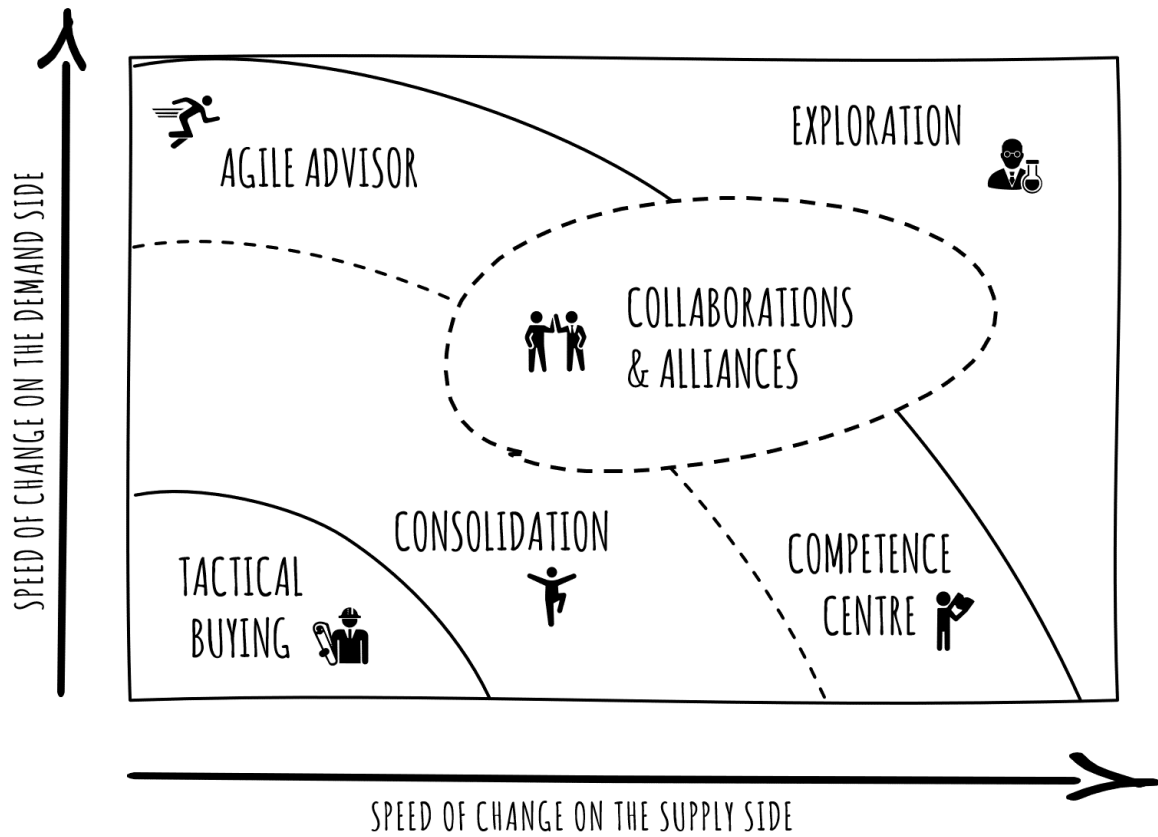 SPEED OF CHANGE ON THE DEMAND SIDE
AGILE ADVISOR
EXPLORATION
COLLABORATIONS
& ALLIANCES
CONSOLIDATION
TACTICAL
BUYING
COMPETENCE
CENTRE
SPEED OF CHANGE ON THE SUPPLY SIDE